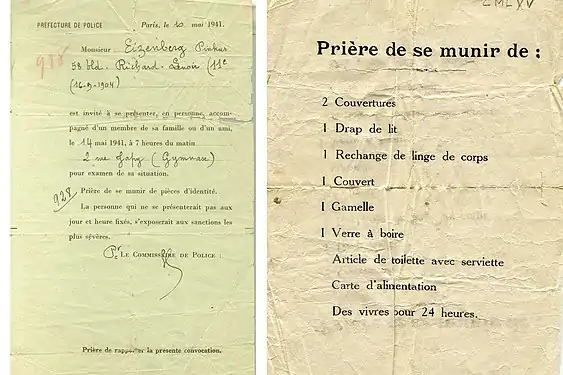 PREFECTURE DE POLICE
Paris, le 10 mai 1941.
Monsieur Eizenberg Pinkus
58 bld. Richard-Lenoir (11e
(16-9-1904)
est invité à se présenter, en personne, accom-
pagné d'un membre de sa famille ou d'un ami,
le 14 mai 1941, à 7 heures du matin
2 rue Japy (Gymnase)
pour examen de sa situation.
928
Prière de se munir de pièces d'identité.
La personne qui ne se présenterait pas aux
jour et heure fixés, s'exposerait aux sanctions les
plus sévères.
Pr LE COMMISSAIRE DE POLICE
Prière de rapporter la présente convocation.
Prière de se munir de :
2 Couvertures
1 Drap de lit
1 Rechange de linge de corps
1 Couvert
1 Gamelle
1 Verre à boire
Article de toilette avec serviette
Carte d'alimentation
Des vivres pour 24 heures.